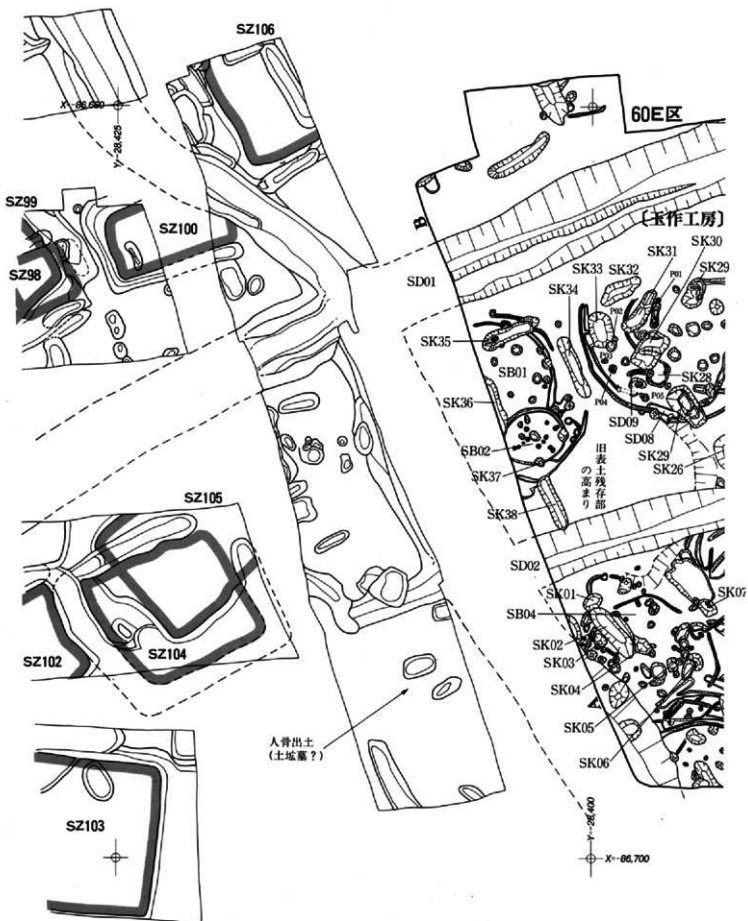 SZ106
X=-86,680
Y=-28,425
60E区
SZ99
SZ100
SZ98
B
〔玉作工房〕
SD01
SK31
SK30
SK33
SK32
P01
SK29
SK34
P02
SK35
P03
SB01
SK28
SK36
P04
P05
SD09
SD08
SK29
SB02
SK26
SK37
旧表土残存部
の高まり
SK38
SZ105
SD02
SK01
SK07
SB04
SZ102
SZ104
SK02
SK03
SK04
A
SK05
人骨出土
(土坑墓?)
SK06
SZ103
Y=-28,400
X=-86,700